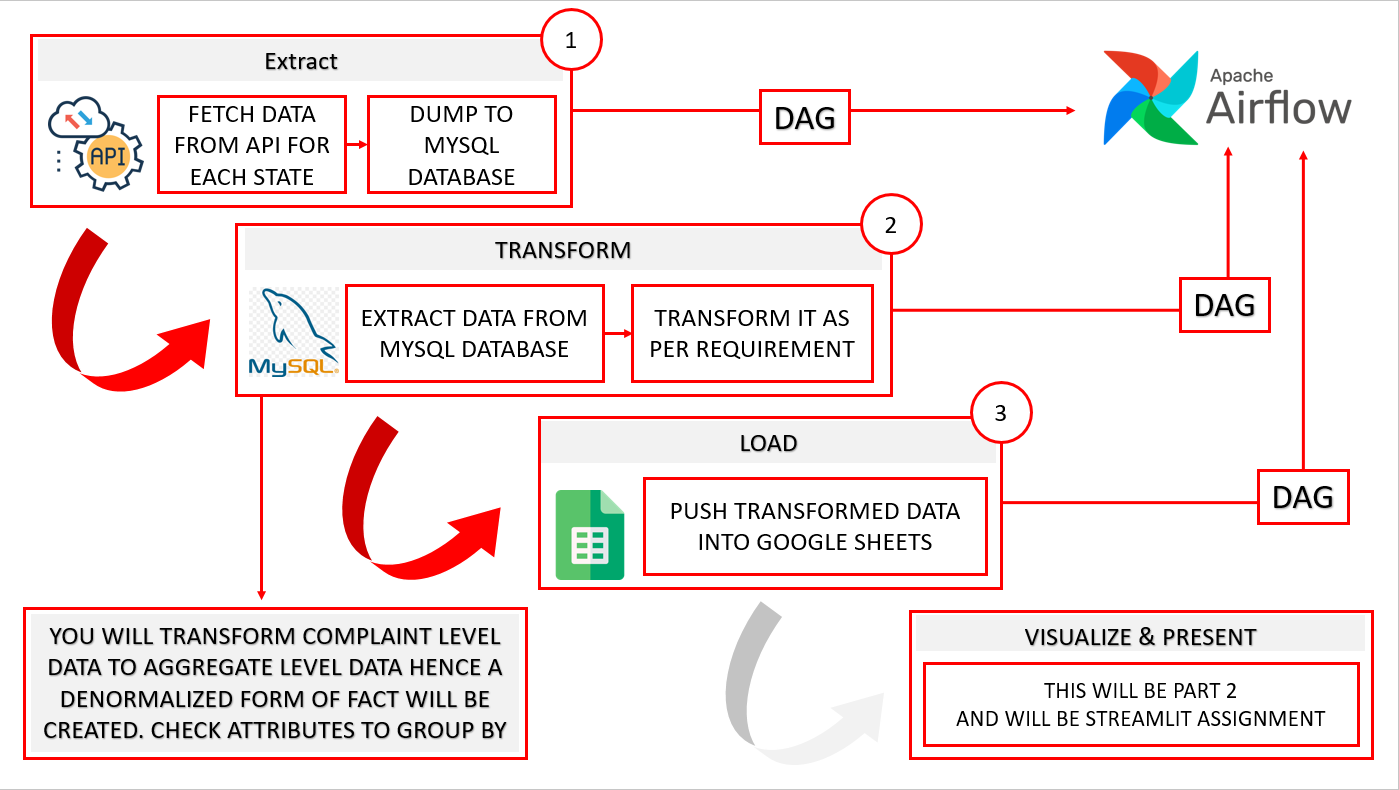 1
Extract
API
FETCH DATA
FROM API FOR
EACH STATE
DUMP TO
MYSQL
DATABASE
DAG
Apache
Airflow
2
TRANSFORM
MySQL
EXTRACT DATA FROM
MYSQL DATABASE
TRANSFORM IT AS
PER REQUIREMENT
DAG
3
LOAD
PUSH TRANSFORMED DATA
INTO GOOGLE SHEETS
DAG
YOU WILL TRANSFORM COMPLAINT LEVEL
DATA TO AGGREGATE LEVEL DATA HENCE A
DENORMALIZED FORM OF FACT WILL BE
CREATED. CHECK ATTRIBUTES TO GROUP BY
VISUALIZE & PRESENT
THIS WILL BE PART 2
AND WILL BE STREAMLIT ASSIGNMENT